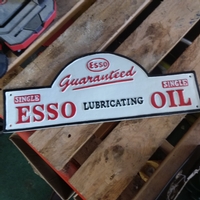 Esso
Guaranteed
SINGLE SINGLE
ESSO LUBRICATING OIL